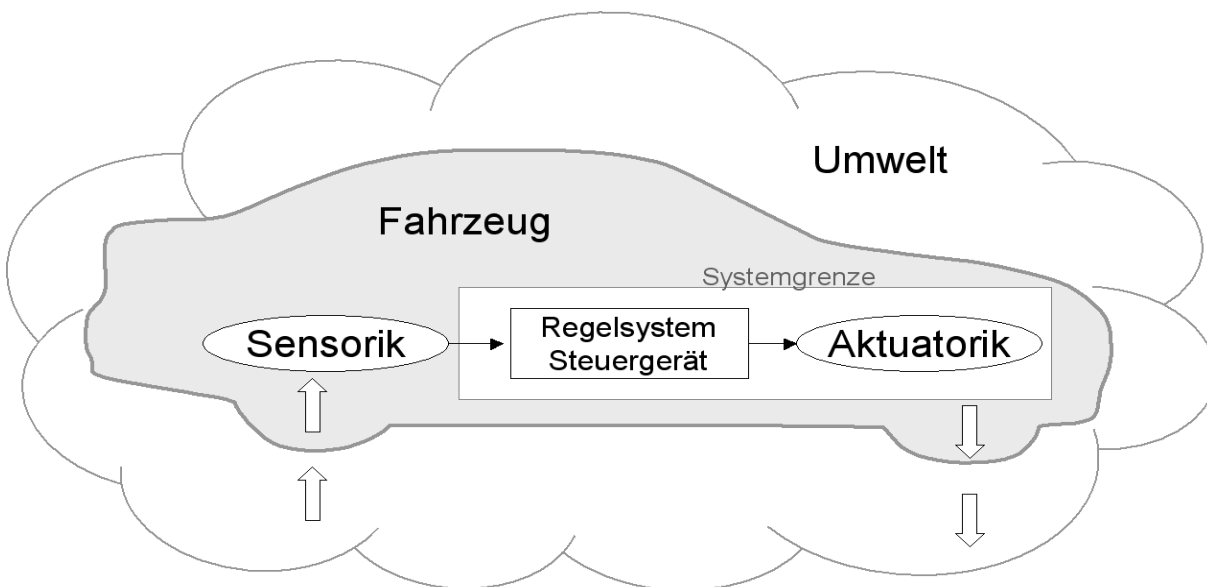 Umwelt
Fahrzeug
Systemgrenze
Sensorik
Regelsystem
Steuergerät
Aktuatorik